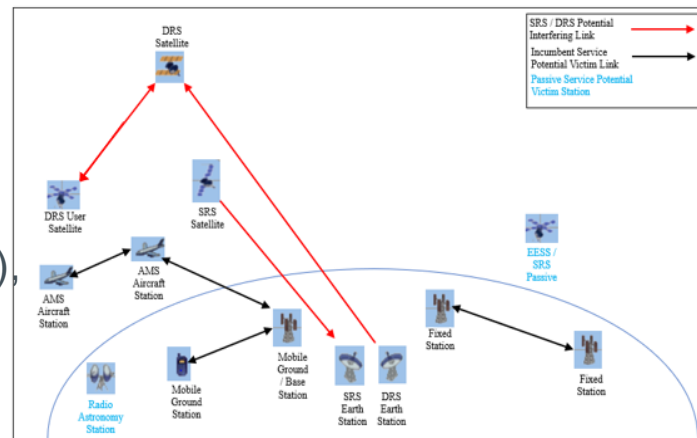 DRS
Satellite
SRS / DRS Potential
Interfering Link
Incumbent Service
Potential Victim Link
Passive Service Potential
Victim Station
DRS User
Satellite
SRS
Satellite
EESS /
SRS
Passive
),
AMS
Aircraft
Station
AMS
Aircraft
Station
Fixed
Station
Mobile
Ground
/ Base
Station
Fixed
Station
Radio
Astronomy
Station
Mobile
Ground
Station
SRS
Earth
Station
DRS
Earth
Station